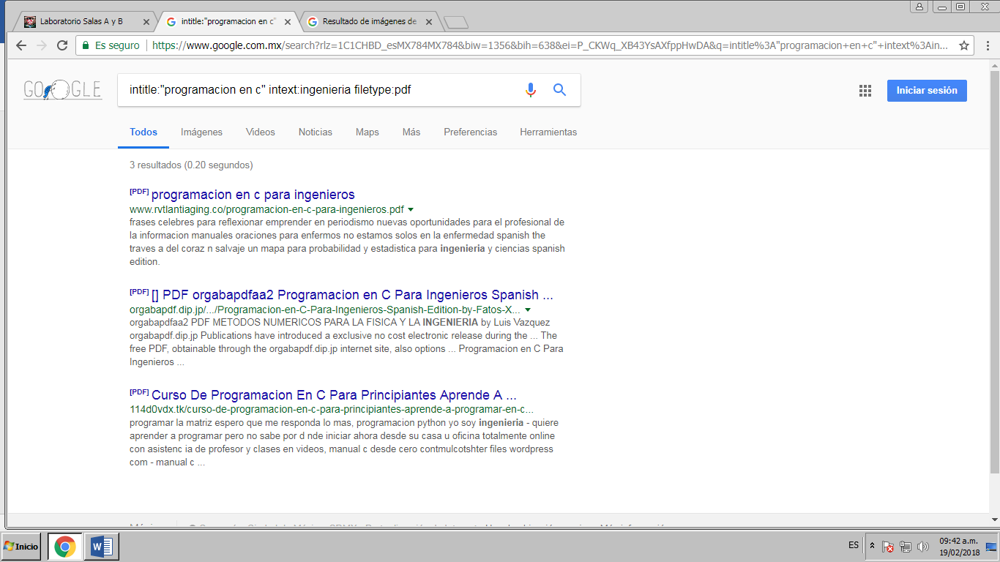 Laboratorio Salas A y B
intitle:"programacion en c"
Resultado de imágenes de
Es seguro
https://www.google.com.mx/search?rlz=1C1CHBD_esMX784MX784&biw=1356&bih=638&ei=P_CKWq_XB43YsAXfppHwDA&q=intitle%3A"programacion+en+c"+intext%3Ain...
GOOGLE
intitle:"programacion en c" intext:ingenieria filetype:pdf
Iniciar sesión
Todos Imágenes Videos Noticias Maps Más Preferencias Herramientas
3 resultados (0.20 segundos)
[PDF] programacion en c para ingenieros
www.rvtlantiaging.co/programacion-en-c-para-ingenieros.pdf
frases celebres para reflexionar emprender en periodismo nuevas oportunidades para el profesional de
la informacion manuales oraciones para enfermos no estamos solos en la enfermedad spanish the
traves a del coraz n salvaje un mapa para probabilidad y estadistica para ingenieria y ciencias spanish
edition.
[PDF] [] PDF orgabapdfaa2 Programacion en C Para Ingenieros Spanish ...
orgabapdf.dip.jp/.../Programacion-en-C-Para-Ingenieros-Spanish-Edition-by-Fatos-X...
orgabapdfaa2 PDF METODOS NUMERICOS PARA LA FISICA Y LA INGENIERIA by Luis Vazquez
orgabapdf.dip.jp Publications have introduced a exclusive no cost electronic release during the ... The
free PDF, obtainable through the orgabapdf.dip.jp internet site, also options ... Programacion en C Para
Ingenieros ...
[PDF] Curso De Programacion En C Para Principiantes Aprende A ...
114d0vdx.tk/curso-de-programacion-en-c-para-principiantes-aprende-a-programar-en-c...
programar la matriz espero que me responda lo mas, programacion python yo soy ingenieria - quiere
aprender a programar pero no sabe por d nde iniciar ahora desde su casa u oficina totalmente online
con asistenc ia de profesor y clases en videos, manual c desde cero contmulcotshter files wordpress
com - manual c ...
Inicio
ES
09:42 a.m.
19/02/2018